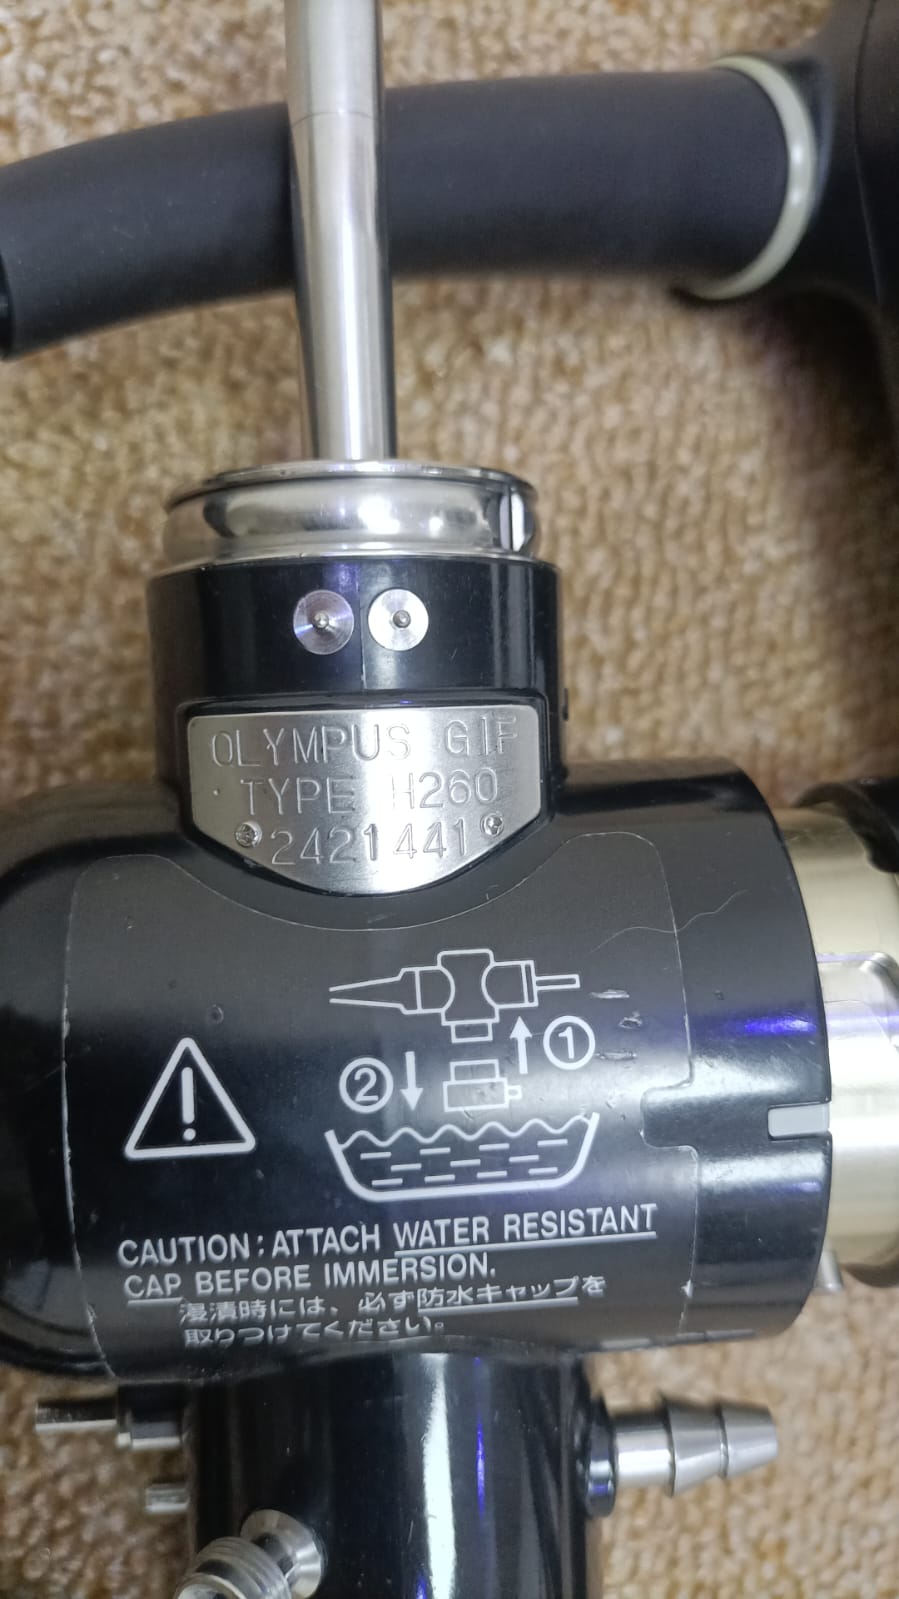 OLYMPUS GIF
TYPE H260
2421441
① 
②
CAUTION: ATTACH WATER RESISTANT
CAP BEFORE IMMERSION.
浸漬時には、必ず防水キャップを
取りつけてください。